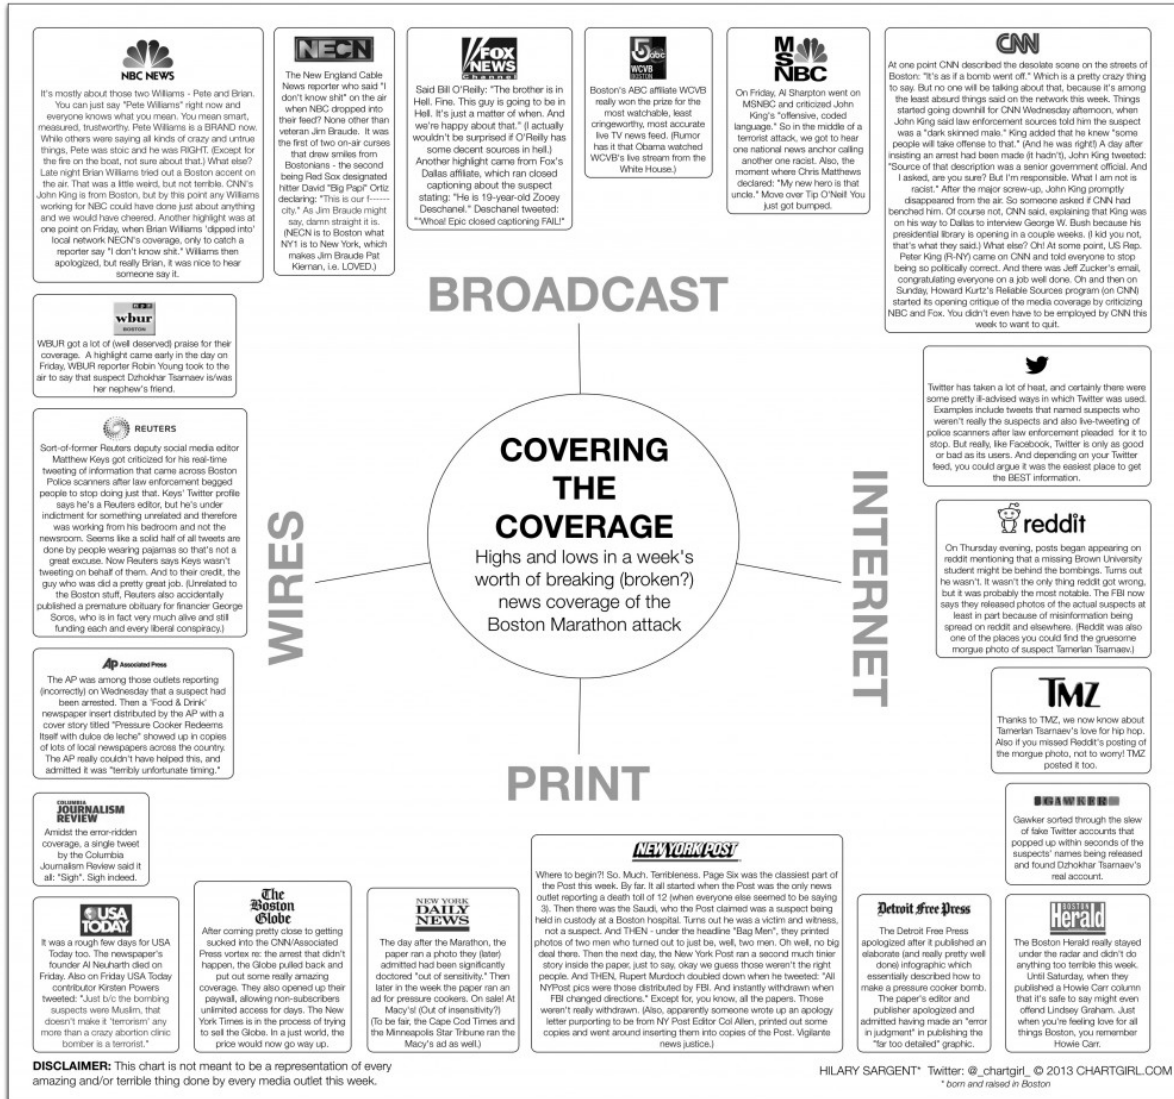 NBC NEWS
It's mostly about those two Williams - Pete and Brian.
You can just say "Pete Williams" right now and
everyone knows what you mean. You mean smart,
measured, trustworthy. Pete Williams is a BRAND now.
While others were saying all kinds of crazy and untrue
things, Pete was stoic and he was RIGHT. (Except for
the fire on the boat, not sure about that.) What else?
Late night Brian Williams tried out a Boston accent on
the air. That was a little weird, but not terrible. CNN's
John King is from Boston, but by this point any Williams
working for NBC could have done just about anything
and we would have cheered. Another highlight was at
one point on Friday, when Brian Williams 'dipped into'
local network NECN's coverage, only to catch a
reporter say "I don't know shit." Williams then
apologized, but really Brian, it was nice to hear
someone say it.
NECN
The New England Cable
News reporter who said "I
don't know shit" on the air
when NBC dropped into
their feed? None other than
veteran Jim Braude. It was
the first of two on-air curses
that drew smiles from
Bostonians - the second
being Red Sox designated
hitter David "Big Papi" Ortiz
declaring: "This is our f------
city." As Jim Braude might
say, damn straight it is.
(NECN is to Boston what
NY1 is to New York, which
makes Jim Braude Pat
Kiernan, i.e. LOVED.)
FOX
NEWS
Channel
Said Bill O'Reilly: "The brother is in
Hell. Fine. This guy is going to be in
Hell. It's just a matter of when. And
we're happy about that." (I actually
wouldn't be surprised if O'Reilly has
some decent sources in hell.)
Another highlight came from Fox's
Dallas affiliate, which ran closed
captioning about the suspect
stating: "He is 19-year-old Zooey
Deschanel." Deschanel tweeted:
"Whoa! Epic closed captioning FAIL!"
5 abc
WCVB
BOSTON
Boston's ABC affiliate WCVB
really won the prize for the
most watchable, least
cringeworthy, most accurate
live TV news feed. (Rumor
has it that Obama watched
WCVB's live stream from the
White House.)
MSNBC
On Friday, Al Sharpton went on
MSNBC and criticized John
King's "offensive, coded
language." So in the middle of a
terrorist attack, we got to hear
one national news anchor calling
another one racist. Also, the
moment where Chris Matthews
declared: "My new hero is that
uncle." Move over Tip O'Neil! You
just got bumped.
CNN
At one point CNN described the desolate scene on the streets of
Boston: "It's as if a bomb went off." Which is a pretty crazy thing
to say. But no one will be talking about that, because it's among
the least absurd things said on the network this week. Things
started going downhill for CNN Wednesday afternoon, when
John King said law enforcement sources told him the suspect
was a "dark skinned male." King added that he knew "some
people will take offense to that." (And he was right!) A day after
insisting an arrest had been made (it hadn't), John King tweeted:
"Source of that description was a senior government official. And
I asked, are you sure? But I'm responsible. What I am not is
racist." After the major screw-up, John King promptly
disappeared from the air. So someone asked if CNN had
benched him. Of course not, CNN said, explaining that King was
on his way to Dallas to interview George W. Bush because his
presidential library is opening in a couple weeks. (I kid you not,
that's what they said.) What else? Oh! At some point, US Rep.
Peter King (R-NY) came on CNN and told everyone to stop
being so politically correct. And there was Jeff Zucker's email,
congratulating everyone on a job well done. Oh and then on
Sunday, Howard Kurtz's Reliable Sources program (on CNN)
started its opening critique of the media coverage by criticizing
NBC and Fox. You didn't even have to be employed by CNN this
week to want to quit.
BROADCAST
npr
wbur
BOSTON
WBUR got a lot of (well deserved) praise for their
coverage. A highlight came early in the day on
Friday, WBUR reporter Robin Young took to the
air to say that suspect Dzhokhar Tsarnaev is/was
her nephew's friend.
Twitter has taken a lot of heat, and certainly there were
some pretty ill-advised ways in which Twitter was used.
Examples include tweets that named suspects who
weren't really the suspects and also live-tweeting of
police scanners after law enforcement pleaded for it to
stop. But really, like Facebook, Twitter is only as good
or bad as its users. And depending on your Twitter
feed, you could argue it was the easiest place to get
the BEST information.
REUTERS
Sort-of-former Reuters deputy social media editor
Matthew Keys got criticized for his real-time
tweeting of information that came across Boston
Police scanners after law enforcement begged
people to stop doing just that. Keys' Twitter profile
says he's a Reuters editor, but he's under
indictment for something unrelated and therefore
was working from his bedroom and not the
newsroom. Seems like a solid half of all tweets are
done by people wearing pajamas so that's not a
great excuse. Now Reuters says Keys wasn't
tweeting on behalf of them. And to their credit, the
guy who was did a pretty great job. (Unrelated to
the Boston stuff, Reuters also accidentally
published a premature obituary for financier George
Soros, who is in fact very much alive and still
funding each and every liberal conspiracy.)
WIRES
COVERING
THE
COVERAGE
Highs and lows in a week's
worth of breaking (broken?)
news coverage of the
Boston Marathon attack
INTERNET
reddit
On Thursday evening, posts began appearing on
reddit mentioning that a missing Brown University
student might be behind the bombings. Turns out
he wasn't. It wasn't the only thing reddit got wrong,
but it was probably the most notable. The FBI now
says they released photos of the actual suspects at
least in part because of misinformation being
spread on reddit and elsewhere. (Reddit was also
one of the places you could find the gruesome
morgue photo of suspect Tamerlan Tsarnaev.)
AP Associated Press
The AP was among those outlets reporting
(incorrectly) on Wednesday that a suspect had
been arrested. Then a 'Food & Drink'
newspaper insert distributed by the AP with a
cover story titled "Pressure Cooker Redeems
Itself with dulce de leche" showed up in copies
of lots of local newspapers across the country.
The AP really couldn't have helped this, and
admitted it was "terribly unfortunate timing."
TMZ
Thanks to TMZ, we now know about
Tamerlan Tsarnaev's love for hip hop.
Also if you missed Reddit's posting of
the morgue photo, not to worry! TMZ
posted it too.
PRINT
COLUMBIA
JOURNALISM
REVIEW
Amidst the error-ridden
coverage, a single tweet
by the Columbia
Journalism Review said it
all: "Sigh". Sigh indeed.
GAWKER
Gawker sorted through the slew
of fake Twitter accounts that
popped up within seconds of the
suspects' names being released
and found Dzhokhar Tsarnaev's
real account.
USA
TODAY
It was a rough few days for USA
Today too. The newspaper's
founder Al Neuharth died on
Friday. Also on Friday USA Today
contributor Kirsten Powers
tweeted: "Just b/c the bombing
suspects were Muslim, that
doesn't make it 'terrorism' any
more than a crazy abortion clinic
bomber is a terrorist."
The
Boston
Globe
After coming pretty close to getting
sucked into the CNN/Associated
Press vortex re: the arrest that didn't
happen, the Globe pulled back and
put out some really amazing
coverage. They also opened up their
paywall, allowing non-subscribers
unlimited access for days. The New
York Times is in the process of trying
to sell the Globe. In a just world, the
price would now go way up.
NEW YORK
DAILY
NEWS
The day after the Marathon, the
paper ran a photo they (later)
admitted had been significantly
doctored "out of sensitivity." Then
later in the week the paper ran an
ad for pressure cookers. On sale! At
Macy's! (Out of insensitivity?)
(To be fair, the Cape Cod Times and
the Minneapolis Star Tribune ran the
Macy's ad as well.)
NEW YORK POST
Where to begin?! So. Much. Terribleness. Page Six was the classiest part of
the Post this week. By far. It all started when the Post was the only news
outlet reporting a death toll of 12 (when everyone else seemed to be saying
3). Then there was the Saudi, who the Post claimed was a suspect being
held in custody at a Boston hospital. Turns out he was a victim and witness,
not a suspect. And THEN - under the headline "Bag Men", they printed
photos of two men who turned out to just be, well, two men. Oh well, no big
deal there. Then the next day, the New York Post ran a second much tinier
story inside the paper, just to say, okay we guess those weren't the right
people. And THEN, Rupert Murdoch doubled down when he tweeted: "All
NYPost pics were those distributed by FBI. And instantly withdrawn when
FBI changed directions." Except for, you know, all the papers. Those
weren't really withdrawn. (Also, apparently someone wrote up an apology
letter purporting to be from NY Post Editor Col Allen, printed out some
copies and went around inserting them into copies of the Post. Vigilante
news justice.)
Detroit Free Press
The Detroit Free Press
apologized after it published an
elaborate (and really pretty well
done) infographic which
essentially described how to
make a pressure cooker bomb.
The paper's editor and
publisher apologized and
admitted having made an "error
in judgment" in publishing the
"far too detailed" graphic.
BOSTON
Herald
The Boston Herald really stayed
under the radar and didn't do
anything too terrible this week.
Until Saturday, when they
published a Howie Carr column
that it's safe to say might even
offend Lindsey Graham. Just
when you're feeling love for all
things Boston, you remember
Howie Carr.
DISCLAIMER: This chart is not meant to be a representation of every
amazing and/or terrible thing done by every media outlet this week.
HILARY SARGENT* Twitter: @_chartgirl_ © 2013 CHARTGIRL.COM
* born and raised in Boston